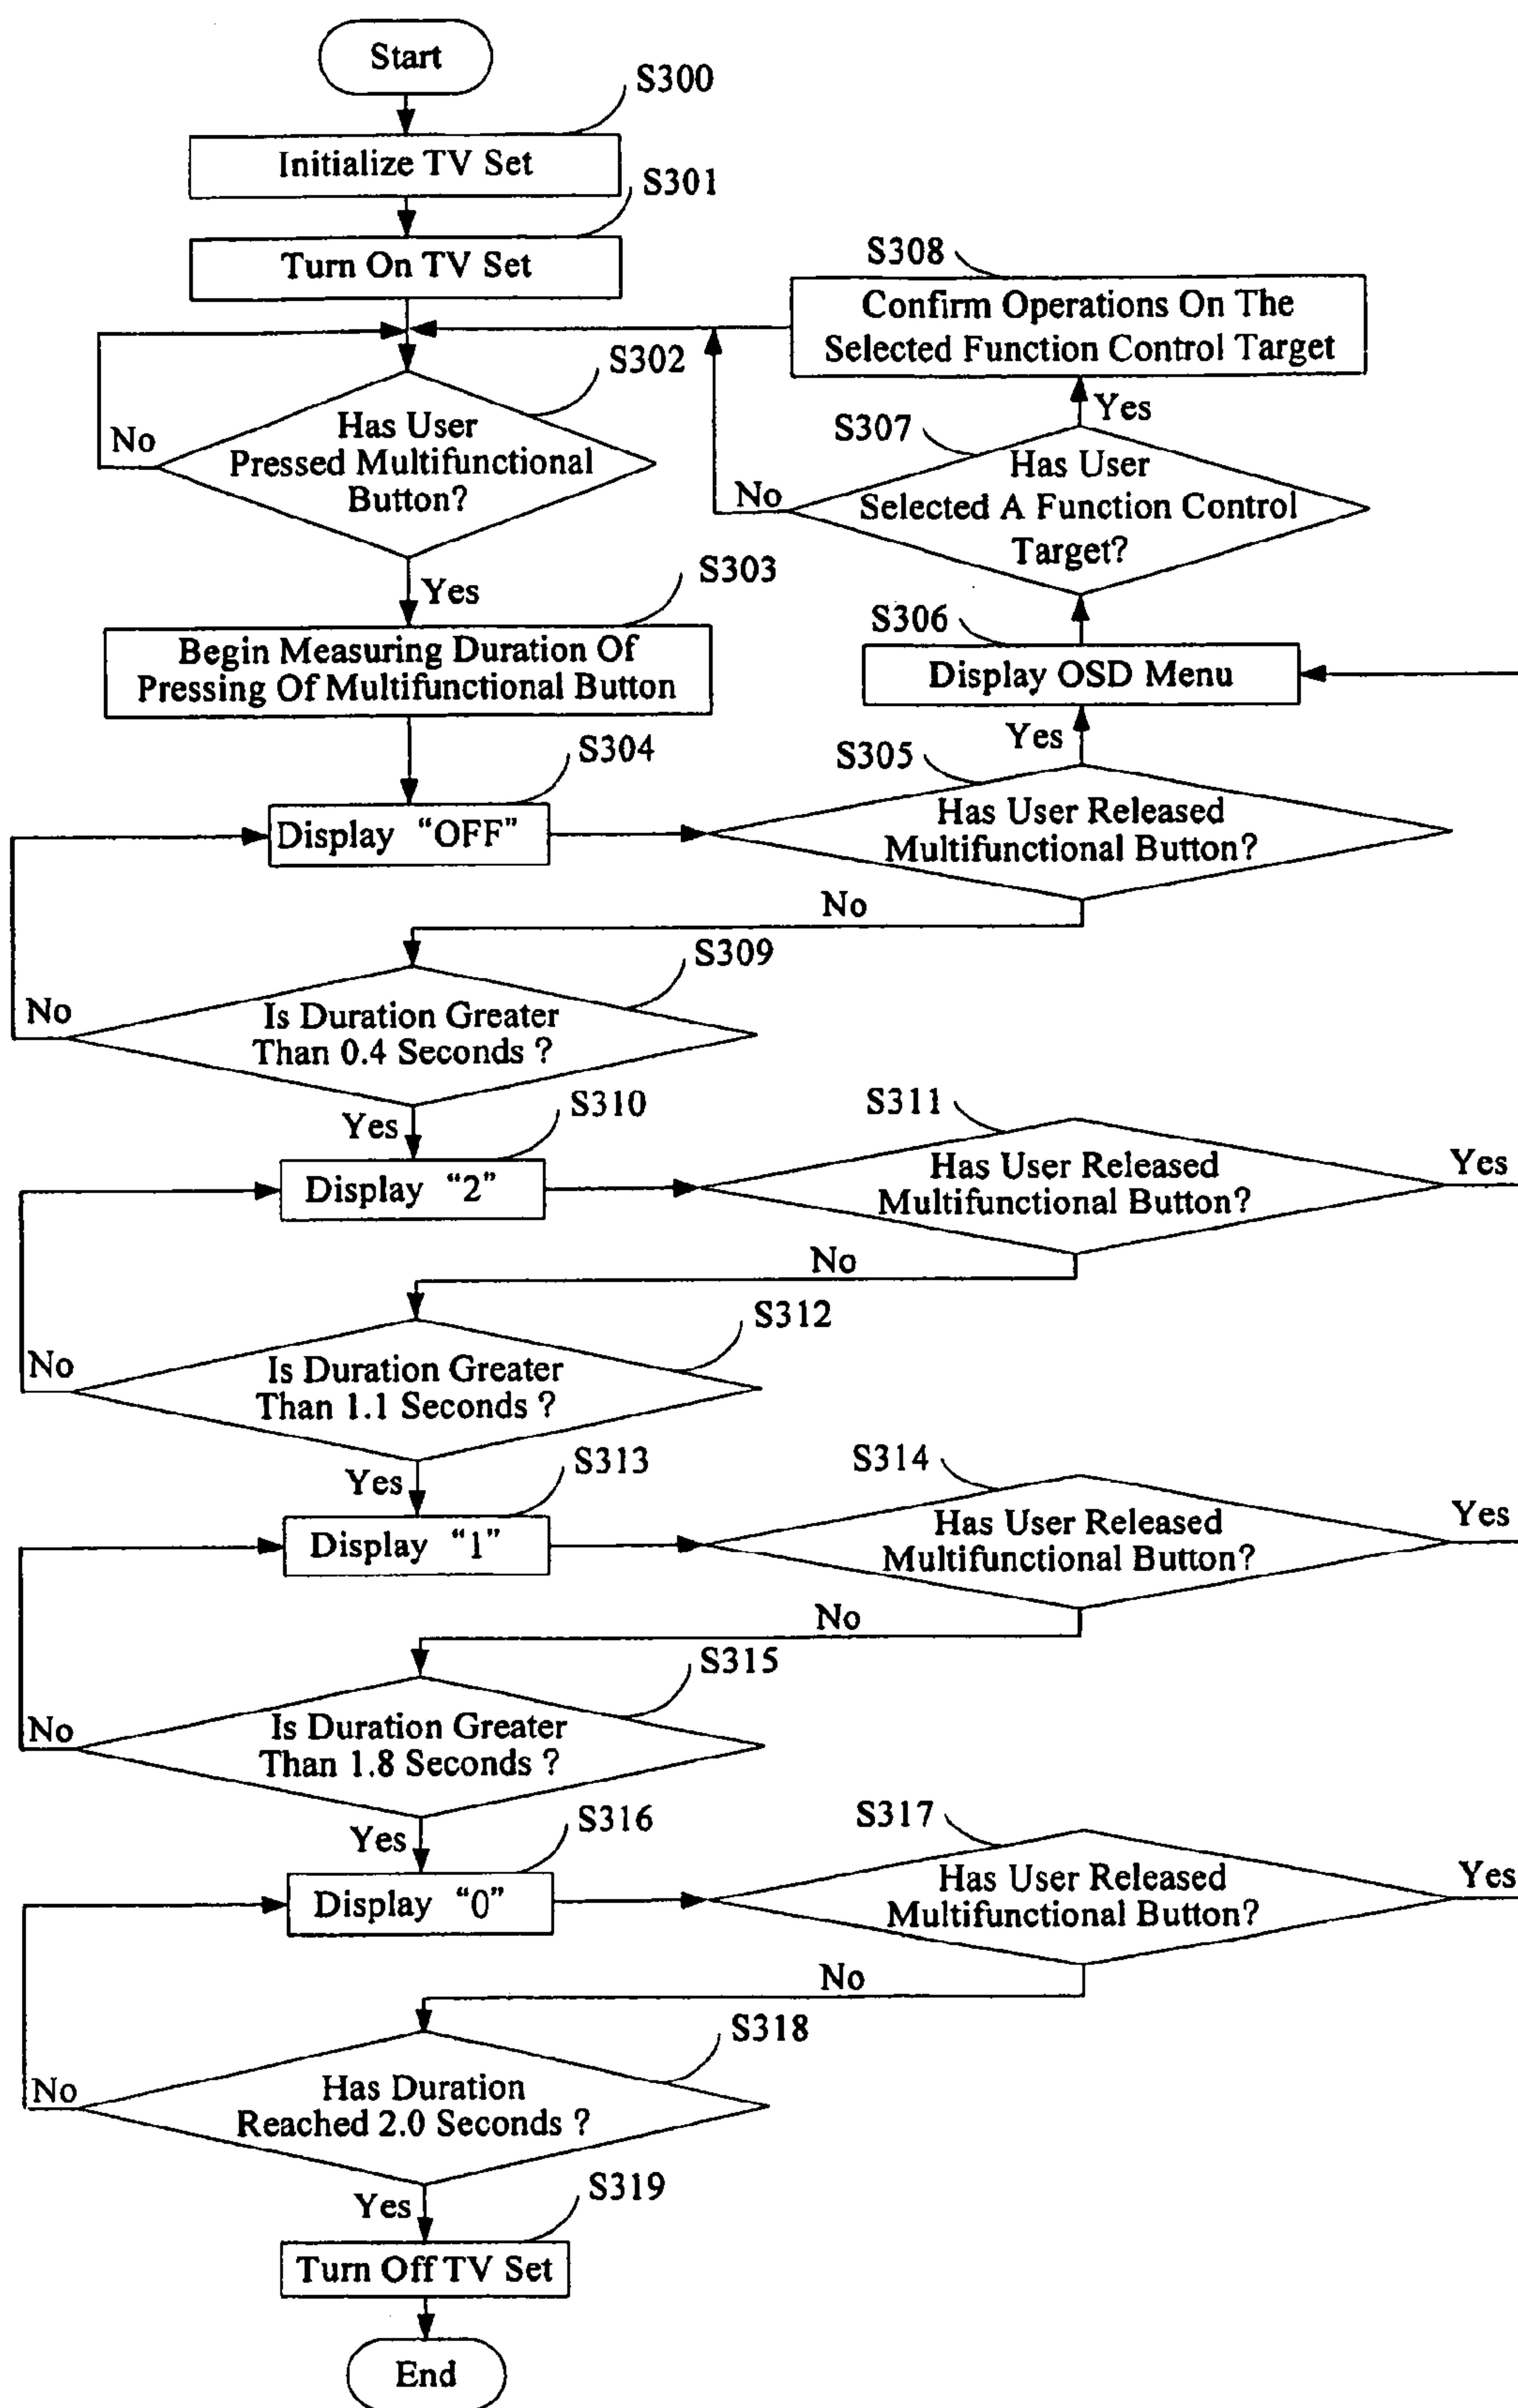 Start
S300
Initialize TV Set
S301
Turn On TV Set
S308
Confirm Operations On The
Selected Function Control Target
S302
Has User
Pressed Multifunctional
Button?
No
Yes
S307
Has User
Selected A Function Control
Target?
No
Yes
S303
Begin Measuring Duration Of
Pressing Of Multifunctional Button
S306
Display OSD Menu
S304
Display “OFF”
Yes
S305
Has User Released
Multifunctional Button?
No
S309
Is Duration Greater
Than 0.4 Seconds ?
No
Yes
S310
Display “2”
S311
Has User Released
Multifunctional Button?
Yes
No
S312
Is Duration Greater
Than 1.1 Seconds ?
No
Yes
S313
Display “1”
S314
Has User Released
Multifunctional Button?
Yes
No
S315
Is Duration Greater
Than 1.8 Seconds ?
No
Yes
S316
Display “0”
S317
Has User Released
Multifunctional Button?
Yes
No
S318
Has Duration
Reached 2.0 Seconds ?
No
Yes
S319
Turn Off TV Set
End